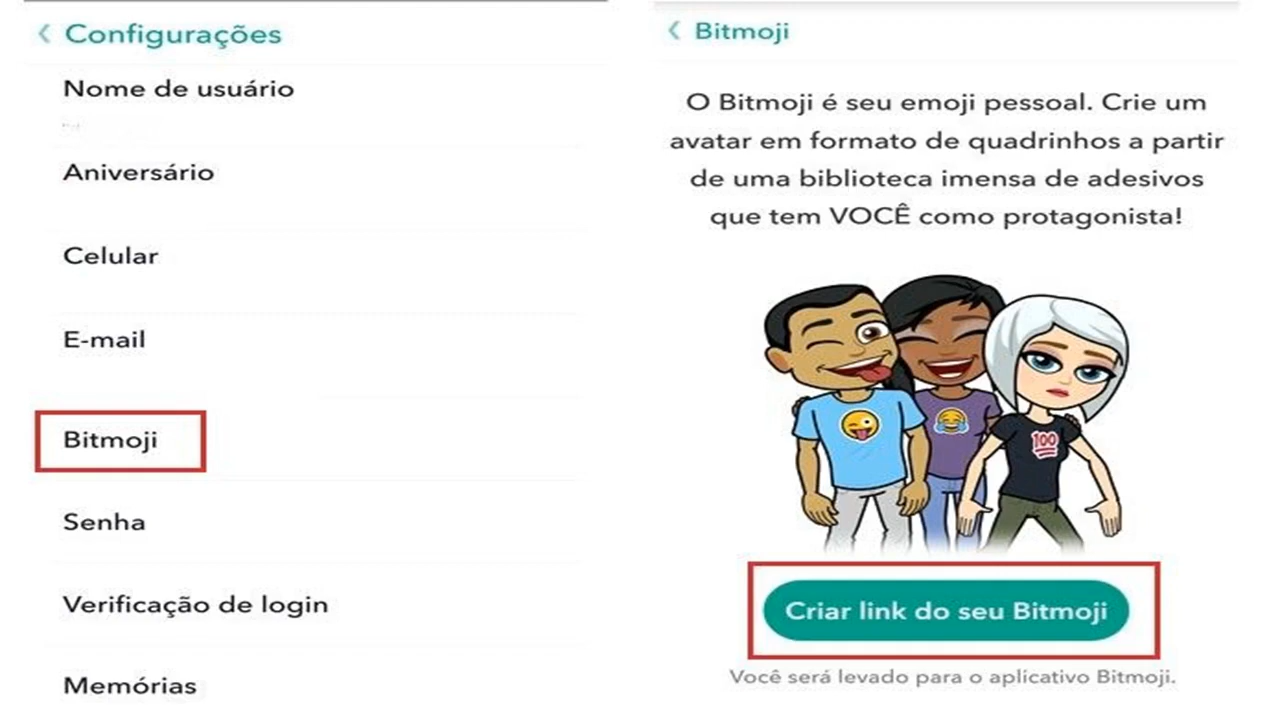 Configurações
Nome de usuário
Aniversário
Celular
E-mail
Bitmoji
Senha
Verificação de login
Memórias
Bitmoji
O Bitmoji é seu emoji pessoal. Crie um
avatar em formato de quadrinhos a partir
de uma biblioteca imensa de adesivos
que tem VOCÊ como protagonista!
100
Criar link do seu Bitmoji
Você será levado para o aplicativo Bitmoji.